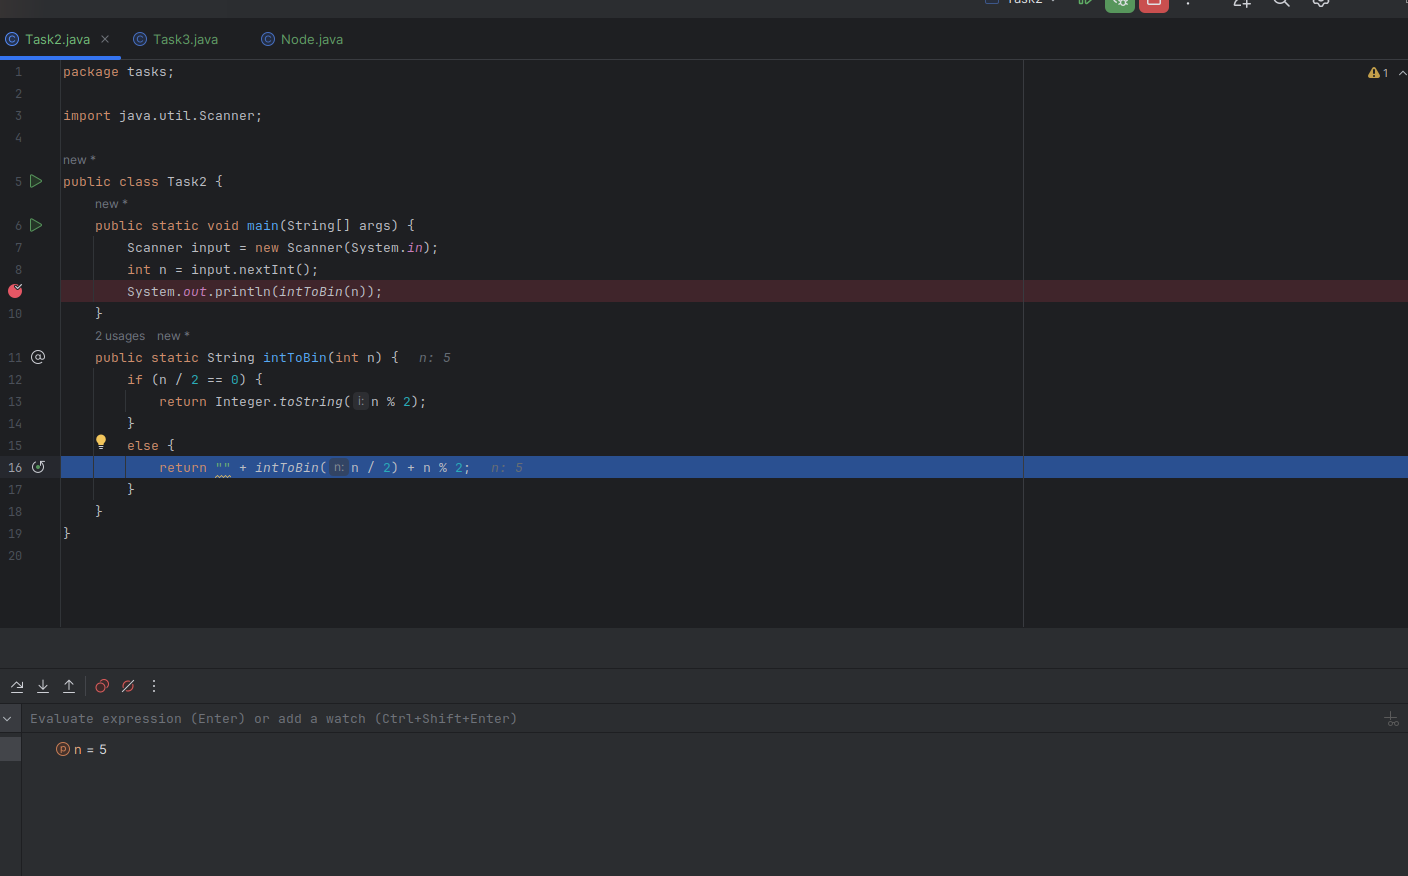 Task2
Task2.java Task3.java Node.java
1 package tasks;
1
2
3 import java.util.Scanner;
4
new *
5 public class Task2 {
new *
6 public static void main(String[] args) {
7 Scanner input = new Scanner(System.in);
8 int n = input.nextInt();
System.out.println(intToBin(n));
10 }
2 usages new *
11 public static String intToBin(int n) { n: 5
12 if (n / 2 == 0) {
13 return Integer.toString( i: n % 2);
14 }
15 else {
16 return "" + intToBin( n: n / 2) + n % 2; n: 5
17 }
18 }
19 }
20
Evaluate expression (Enter) or add a watch (Ctrl+Shift+Enter)
n = 5